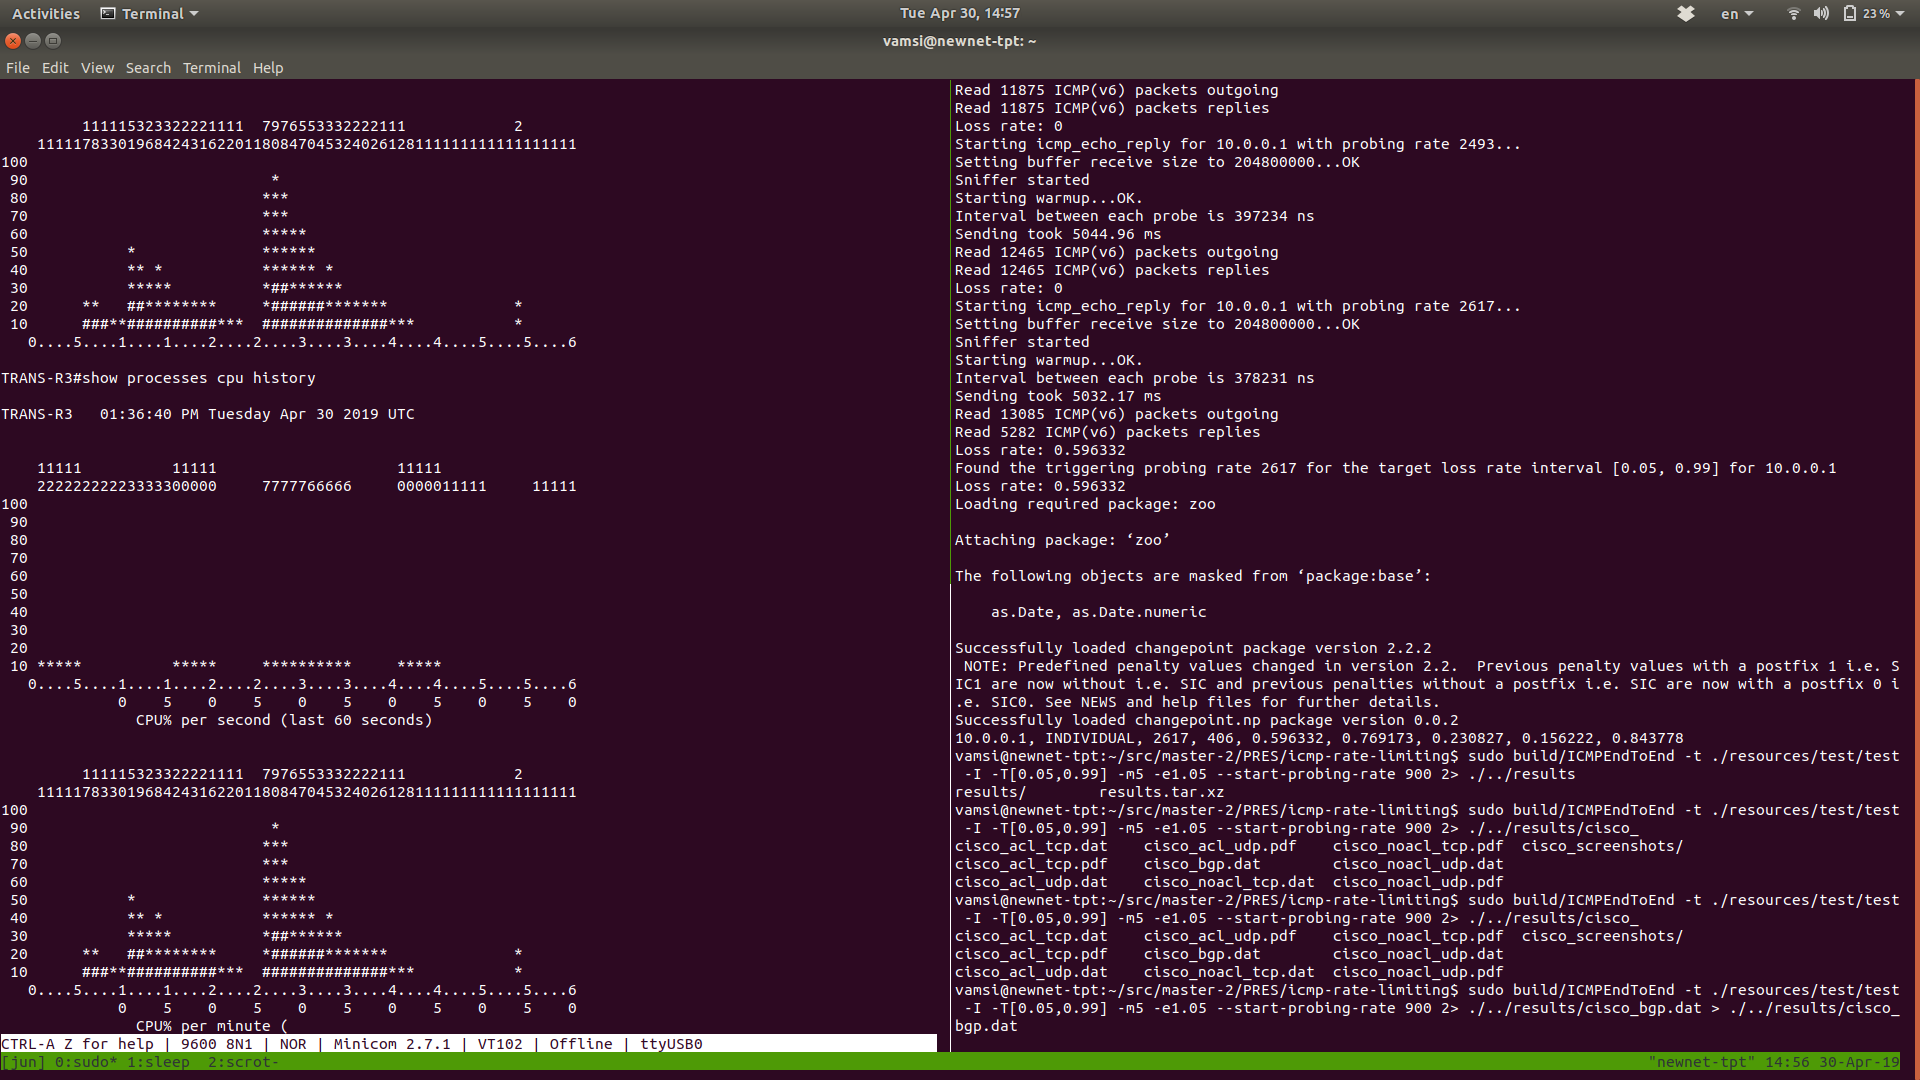 Activities Terminal Tue Apr 30, 14:57 en 23 %
vamsi@newnet-tpt: ~
File Edit View Search Terminal Help
         111115323322221111  7976553332222111            2
    111117833019684243162201180847045324026128111111111111111111
100
 90                           *
 80                          ***
 70                          ***
 60                          *****
 50           *              ******
 40           ** *           ****** *
 30           *****          *##******
 20      **   ##********     *######*******              *
 10      ###**##########***  ##############***           *
   0....5....1....1....2....2....3....3....4....4....5....5....6
TRANS-R3#show processes cpu history
TRANS-R3   01:36:40 PM Tuesday Apr 30 2019 UTC
    11111          11111                    11111
    22222222223333300000     7777766666     0000011111     11111
100
 90
 80
 70
 60
 50
 40
 30
 20
 10 *****          *****     **********     *****
   0....5....1....1....2....2....3....3....4....4....5....5....6
             0    5    0    5    0    5    0    5    0    5    0
               CPU% per second (last 60 seconds)
         111115323322221111  7976553332222111            2
    111117833019684243162201180847045324026128111111111111111111
100
 90                           *
 80                          ***
 70                          ***
 60                          *****
 50           *              ******
 40           ** *           ****** *
 30           *****          *##******
 20      **   ##********     *######*******              *
 10      ###**##########***  ##############***           *
   0....5....1....1....2....2....3....3....4....4....5....5....6
             0    5    0    5    0    5    0    5    0    5    0
               CPU% per minute (
CTRL-A Z for help | 9600 8N1 | NOR | Minicom 2.7.1 | VT102 | Offline | ttyUSB0
Read 11875 ICMP(v6) packets outgoing
Read 11875 ICMP(v6) packets replies
Loss rate: 0
Starting icmp_echo_reply for 10.0.0.1 with probing rate 2493...
Setting buffer receive size to 204800000...OK
Sniffer started
Starting warmup...OK.
Interval between each probe is 397234 ns
Sending took 5044.96 ms
Read 12465 ICMP(v6) packets outgoing
Read 12465 ICMP(v6) packets replies
Loss rate: 0
Starting icmp_echo_reply for 10.0.0.1 with probing rate 2617...
Setting buffer receive size to 204800000...OK
Sniffer started
Starting warmup...OK.
Interval between each probe is 378231 ns
Sending took 5032.17 ms
Read 13085 ICMP(v6) packets outgoing
Read 5282 ICMP(v6) packets replies
Loss rate: 0.596332
Found the triggering probing rate 2617 for the target loss rate interval [0.05, 0.99] for 10.0.0.1
Loss rate: 0.596332
Loading required package: zoo
Attaching package: ‘zoo’
The following objects are masked from ‘package:base’:
    as.Date, as.Date.numeric
Successfully loaded changepoint package version 2.2.2
 NOTE: Predefined penalty values changed in version 2.2.  Previous penalty values with a postfix 1 i.e. S
IC1 are now without i.e. SIC and previous penalties without a postfix i.e. SIC are now with a postfix 0 i
.e. SIC0. See NEWS and help files for further details.
Successfully loaded changepoint.np package version 0.0.2
10.0.0.1, INDIVIDUAL, 2617, 406, 0.596332, 0.769173, 0.230827, 0.156222, 0.843778
vamsi@newnet-tpt:~/src/master-2/PRES/icmp-rate-limiting$ sudo build/ICMPEndToEnd -t ./resources/test/test
 -I -T[0.05,0.99] -m5 -e1.05 --start-probing-rate 900 2> ./../results
results/        results.tar.xz
vamsi@newnet-tpt:~/src/master-2/PRES/icmp-rate-limiting$ sudo build/ICMPEndToEnd -t ./resources/test/test
 -I -T[0.05,0.99] -m5 -e1.05 --start-probing-rate 900 2> ./../results/cisco_
cisco_acl_tcp.dat    cisco_acl_udp.pdf    cisco_noacl_tcp.pdf  cisco_screenshots/
cisco_acl_tcp.pdf    cisco_bgp.dat        cisco_noacl_udp.dat
cisco_acl_udp.dat    cisco_noacl_tcp.dat  cisco_noacl_udp.pdf
vamsi@newnet-tpt:~/src/master-2/PRES/icmp-rate-limiting$ sudo build/ICMPEndToEnd -t ./resources/test/test
 -I -T[0.05,0.99] -m5 -e1.05 --start-probing-rate 900 2> ./../results/cisco_
cisco_acl_tcp.dat    cisco_acl_udp.pdf    cisco_noacl_tcp.pdf  cisco_screenshots/
cisco_acl_tcp.pdf    cisco_bgp.dat        cisco_noacl_udp.dat
cisco_acl_udp.dat    cisco_noacl_tcp.dat  cisco_noacl_udp.pdf
vamsi@newnet-tpt:~/src/master-2/PRES/icmp-rate-limiting$ sudo build/ICMPEndToEnd -t ./resources/test/test
 -I -T[0.05,0.99] -m5 -e1.05 --start-probing-rate 900 2> ./../results/cisco_bgp.dat > ./../results/cisco_
bgp.dat
[jun] 0:sudo* 1:sleep  2:scrot- "newnet-tpt" 14:56 30-Apr-19